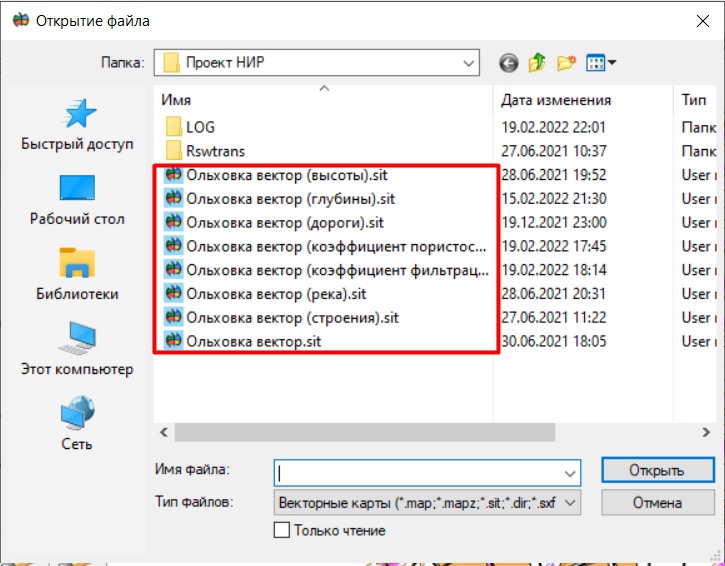 Открытие файла
Папка: Проект НИР
Имя Дата изменения Тип
LOG 19.02.2022 22:01 Папк
Rswtrans 27.06.2021 10:37 Папк
Ольховка вектор (высоты).sit 28.06.2021 19:52 User r
Ольховка вектор (глубины).sit 15.02.2022 21:30 User r
Ольховка вектор (дороги).sit 19.12.2021 23:00 User r
Ольховка вектор (коэффициент пористос... 19.02.2022 17:45 User r
Ольховка вектор (коэффициент фильтрац... 19.02.2022 18:14 User r
Ольховка вектор (река).sit 28.06.2021 20:31 User r
Ольховка вектор (строения).sit 27.06.2021 11:22 User r
Ольховка вектор.sit 30.06.2021 18:05 User r
Быстрый доступ
Рабочий стол
Библиотеки
Этот компьютер
Сеть
Имя файла: Открыть
Тип файлов: Векторные карты (*.map;*.mapz;*.sit;*.dir;*.sxf Отмена
Только чтение